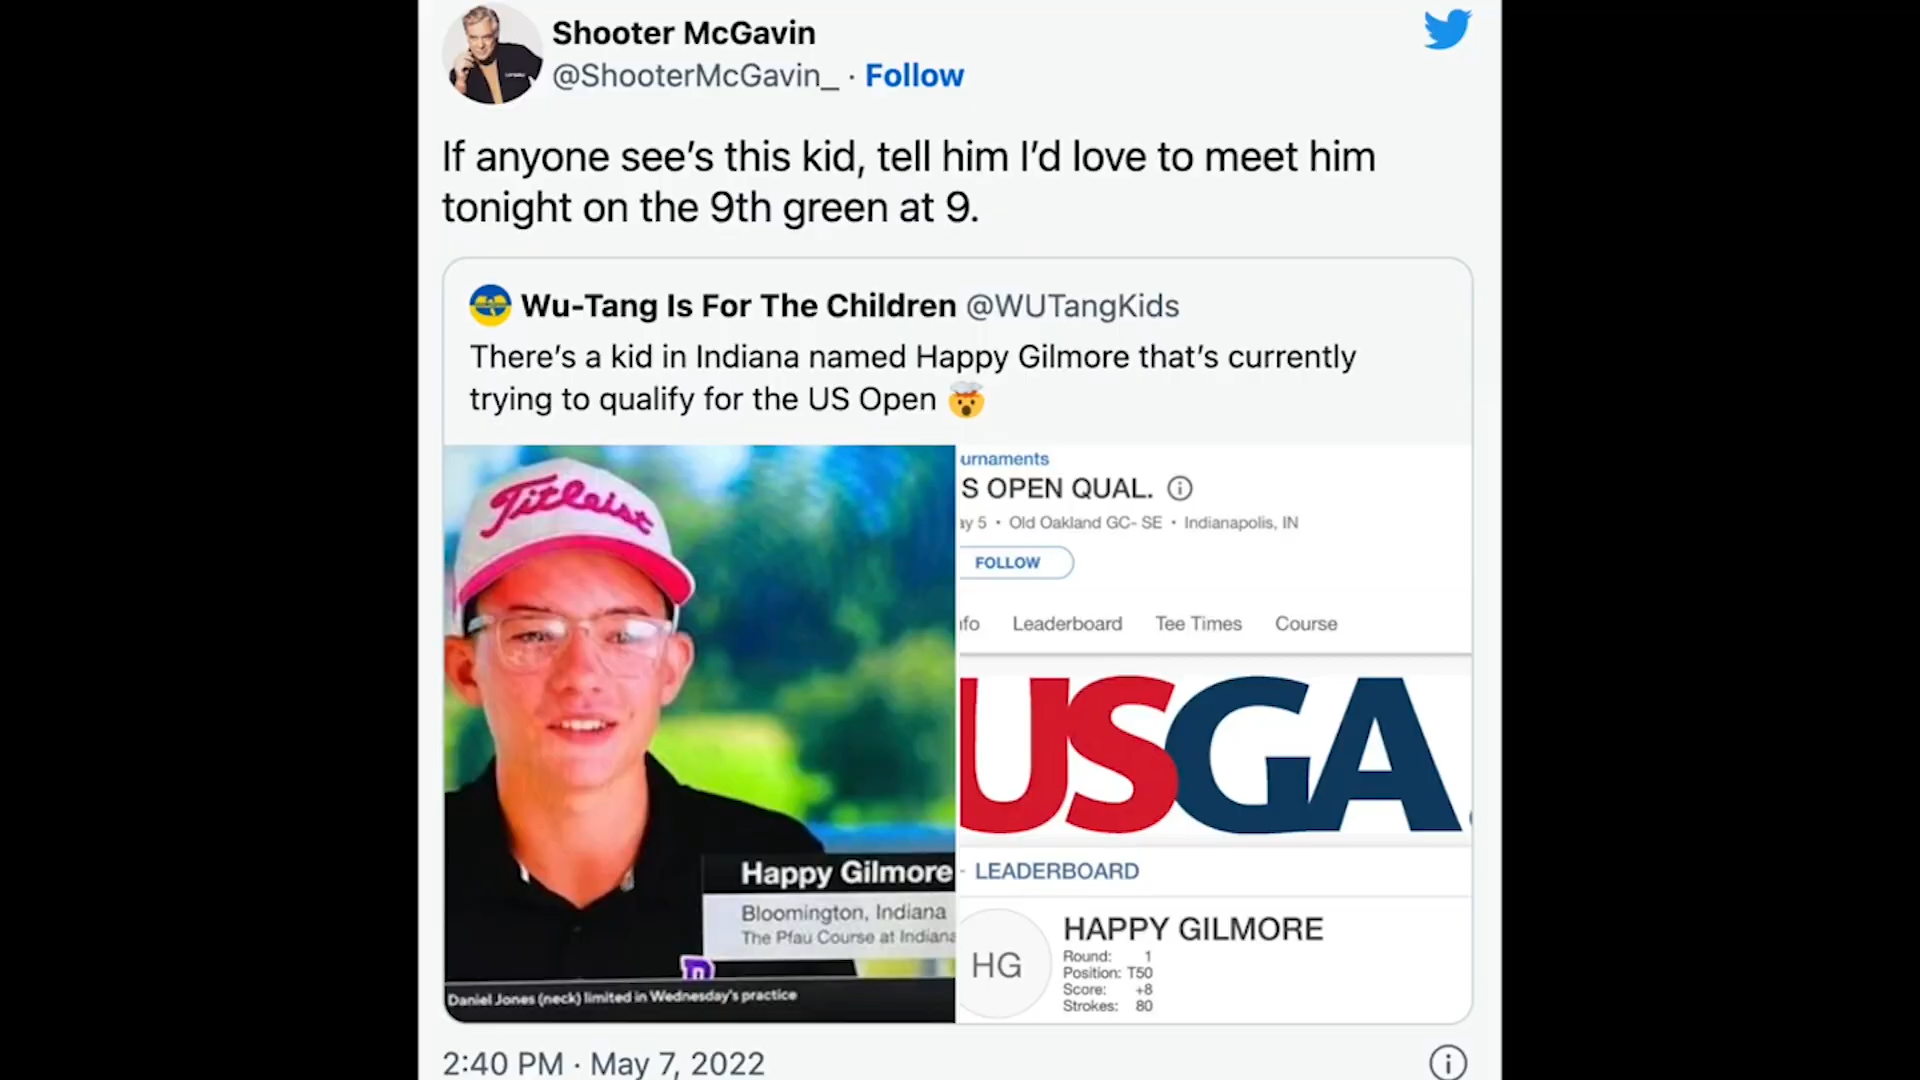 Shooter McGavin
@ShooterMcGavin_ · Follow
If anyone see’s this kid, tell him I’d love to meet him
tonight on the 9th green at 9.
Wu-Tang Is For The Children @WUTangKids
There’s a kid in Indiana named Happy Gilmore that’s currently
trying to qualify for the US Open 🤯
Titleist
Happy Gilmore
Bloomington, Indiana
The Pfau Course at Indiana
Daniel Jones (neck) limited in Wednesday's practice
urnaments
S OPEN QUAL.
ay 5 • Old Oakland GC- SE • Indianapolis, IN
FOLLOW
nfo Leaderboard Tee Times Course
USGA
LEADERBOARD
HG
HAPPY GILMORE
Round: 1
Position: T50
Score: +8
Strokes: 80
2:40 PM · May 7, 2022